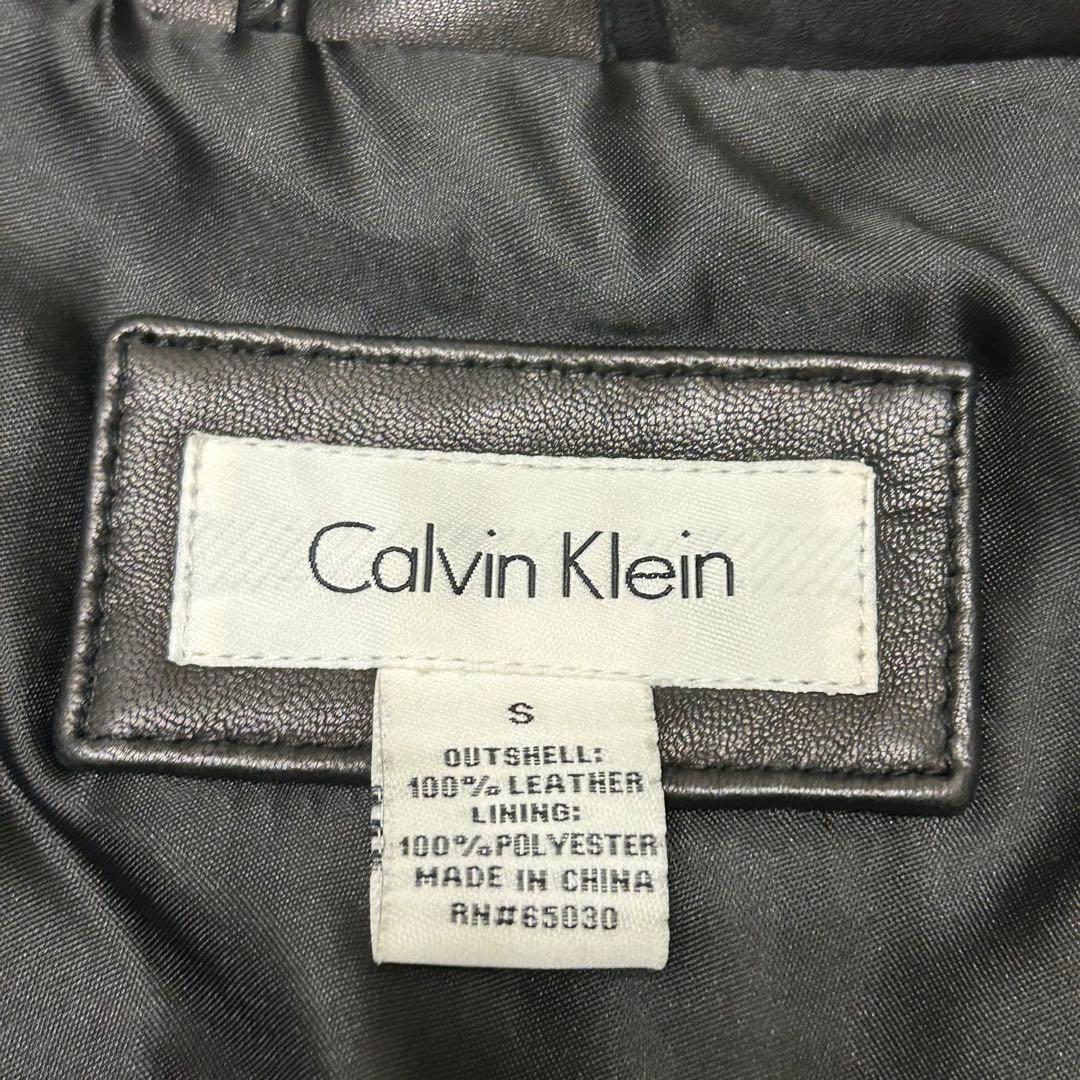 Calvin Klein
S
OUTSHELL:
100% LEATHER
LINING:
100% POLYESTER
MADE IN CHINA
RN#65030